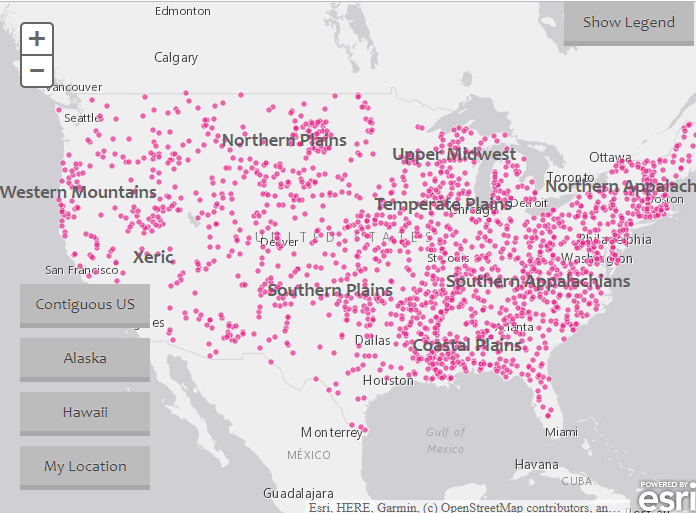 Edmonton
Show Legend
+
Calgary
−
Vancouver
Seattle
Northern Plains
Upper Midwest
Ottawa
Toronto
Northern Appalach
Western Mountains
Boston
Temperate Plains
Chicago
Detroit
UNITED STATES
Denver
Philadelphia
Xeric
St. Louis
Washington
San Francisco
Southern Appalachians
Southern Plains
Contiguous US
es
Atlanta
Dallas
Coastal Plains
Alaska
Houston
Hawaii
Monterrey
Gulf of
Mexico
Miami
MÉXICO
My Location
Havana
CUBA
POWERED BY
esri
Guadalajara
Esri, HERE, Garmin, (c) OpenStreetMap contributors, an...